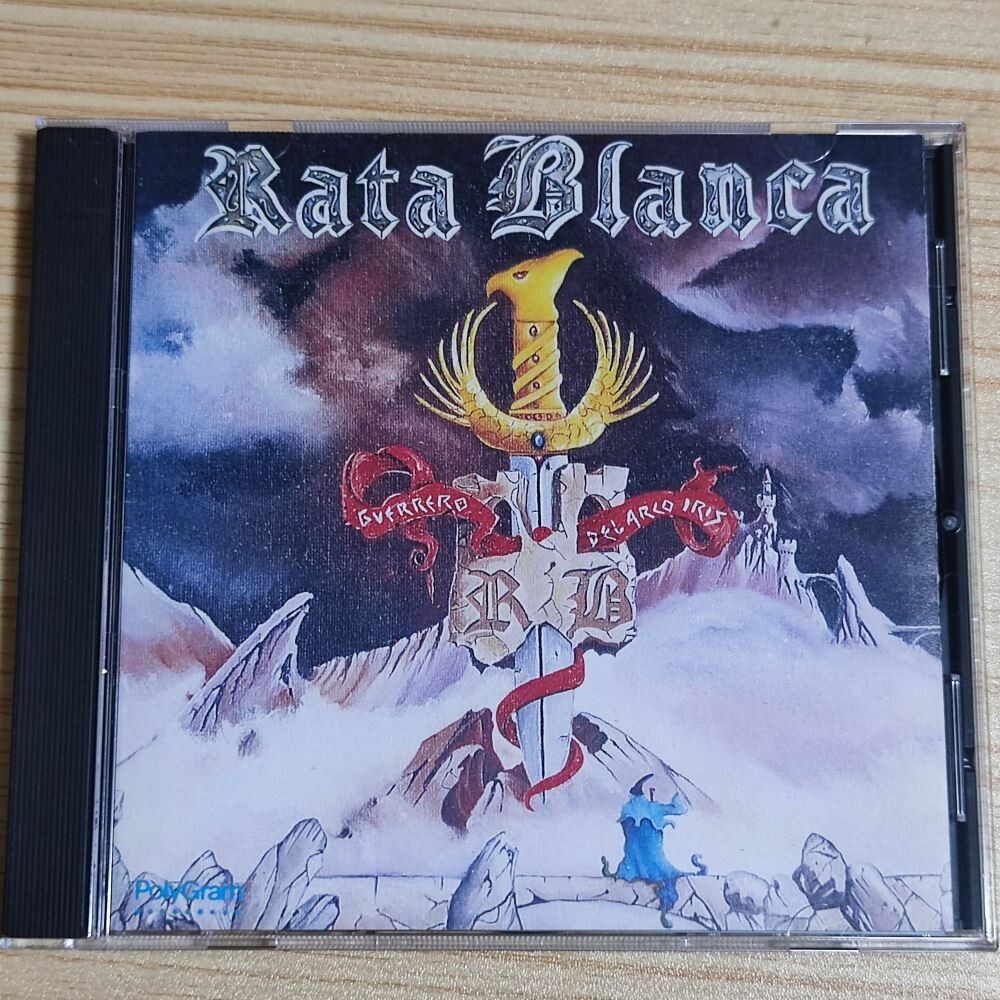 Rata Blanca
GUERRERO DEL ARCO IRIS
R B
PolyGram